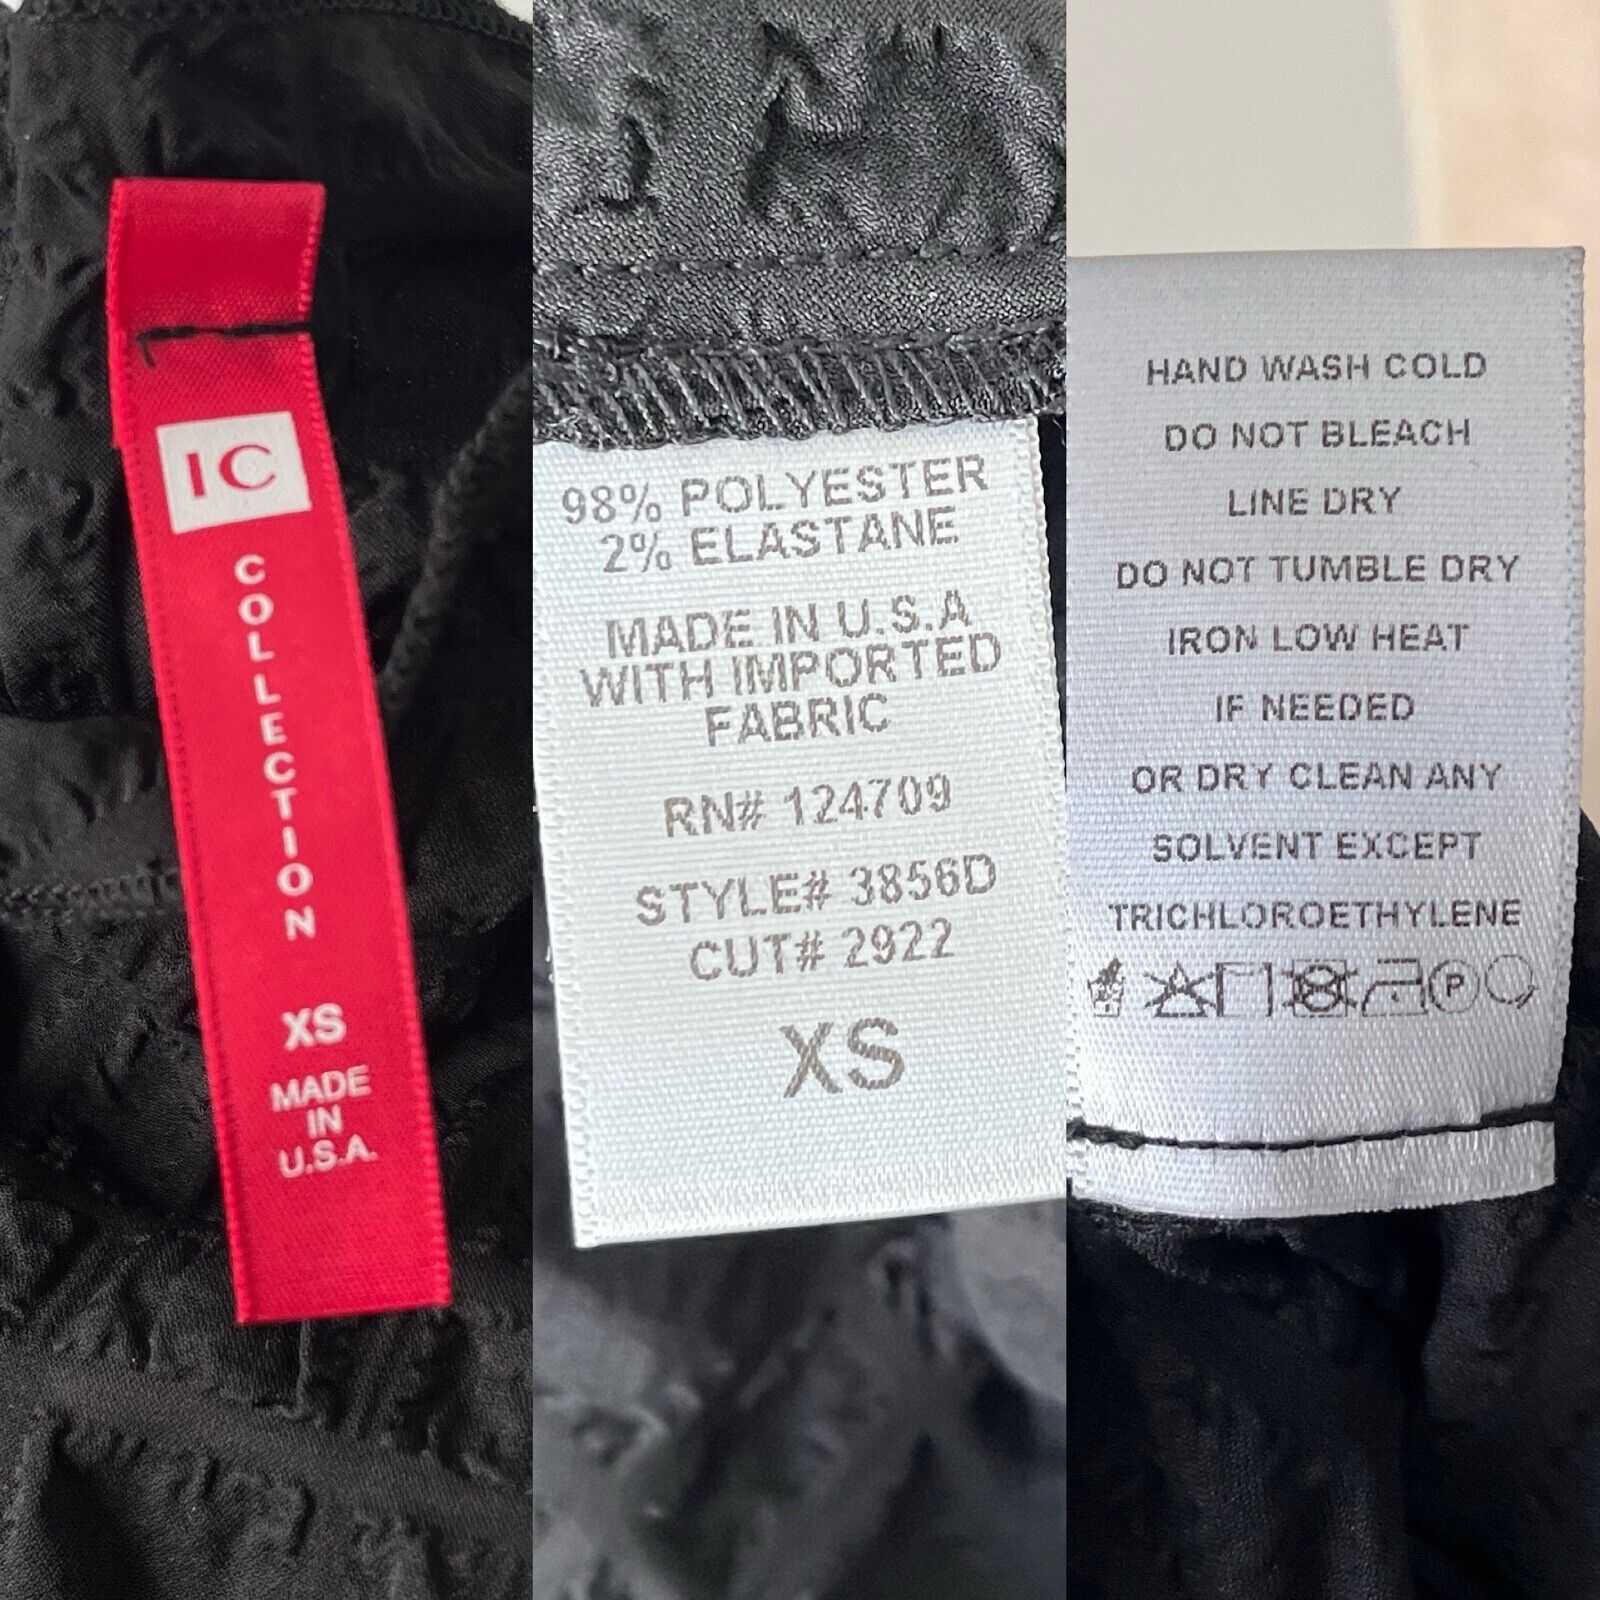 IC
COLLECTION
XS
MADE
IN
U.S.A.
98% POLYESTER
2% ELASTANE
MADE IN U.S.A
WITH IMPORTED
FABRIC
RN# 124709
STYLE# 3856D
CUT# 2922
XS
HAND WASH COLD
DO NOT BLEACH
LINE DRY
DO NOT TUMBLE DRY
IRON LOW HEAT
IF NEEDED
OR DRY CLEAN ANY
SOLVENT EXCEPT
TRICHLOROETHYLENE
P